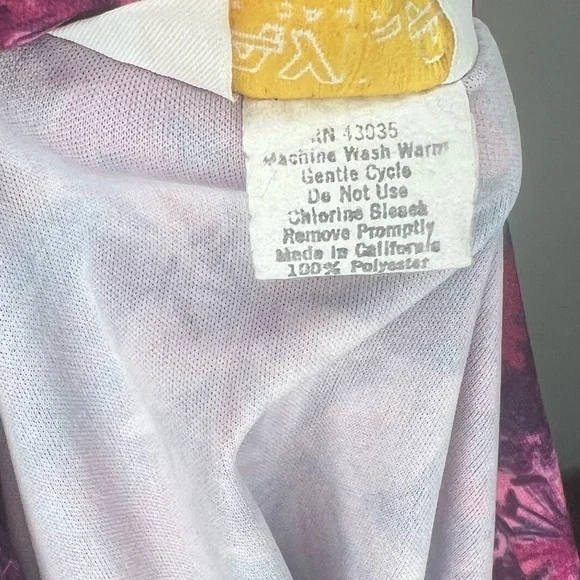 RN 43035
Machine Wash Warm
Gentle Cycle
Do Not Use
Chlorine Bleach
Remove Promptly
Made In California
100% Polyester